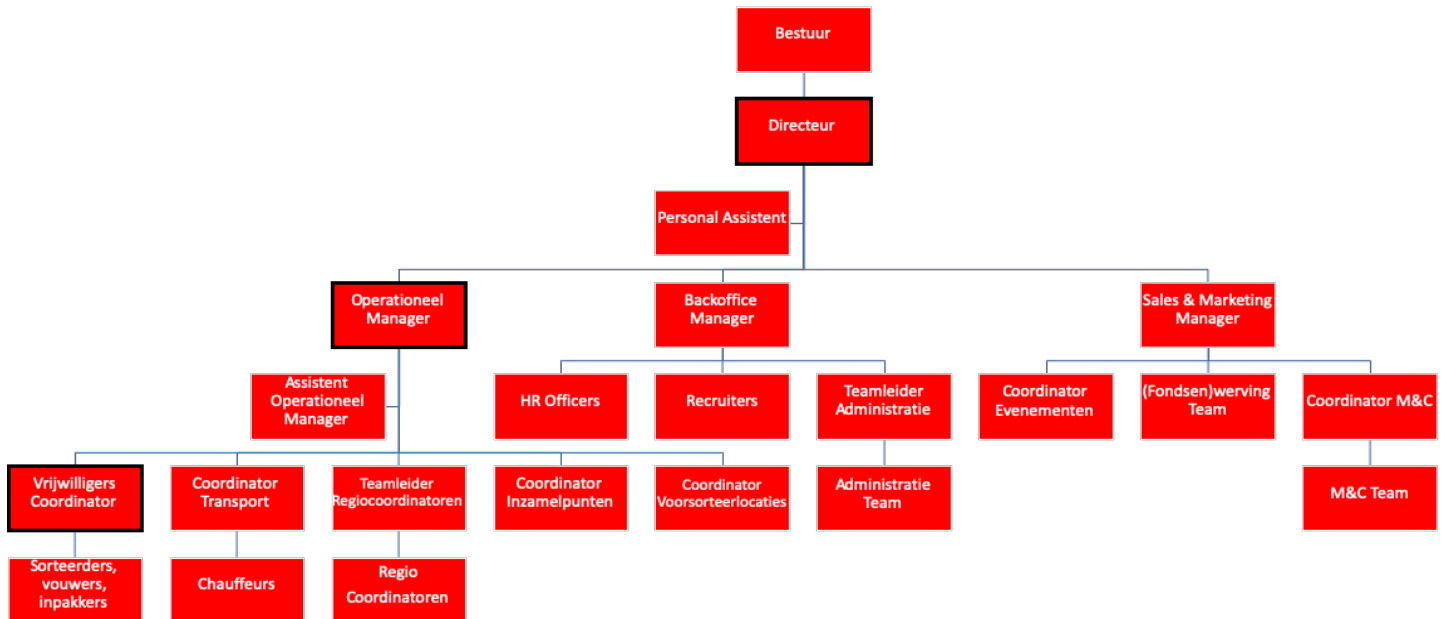 Bestuur
Directeur
Personal Assistent
Operationeel
Manager
Backoffice
Manager
Sales & Marketing
Manager
Assistent
Operationeel
Manager
HR Officers
Recruiters
Teamleider
Administratie
Coordinator
Evenementen
(Fondsen)werving
Team
Coordinator M&C
Vrijwilligers
Coordinator
Coordinator
Transport
Teamleider
Regiocoordinatoren
Coordinator
Inzamelpunten
Coordinator
Voorsorteerlocaties
Administratie
Team
M&C Team
Sorteerders,
vouwers,
inpakkers
Chauffeurs
Regio
Coordinatoren